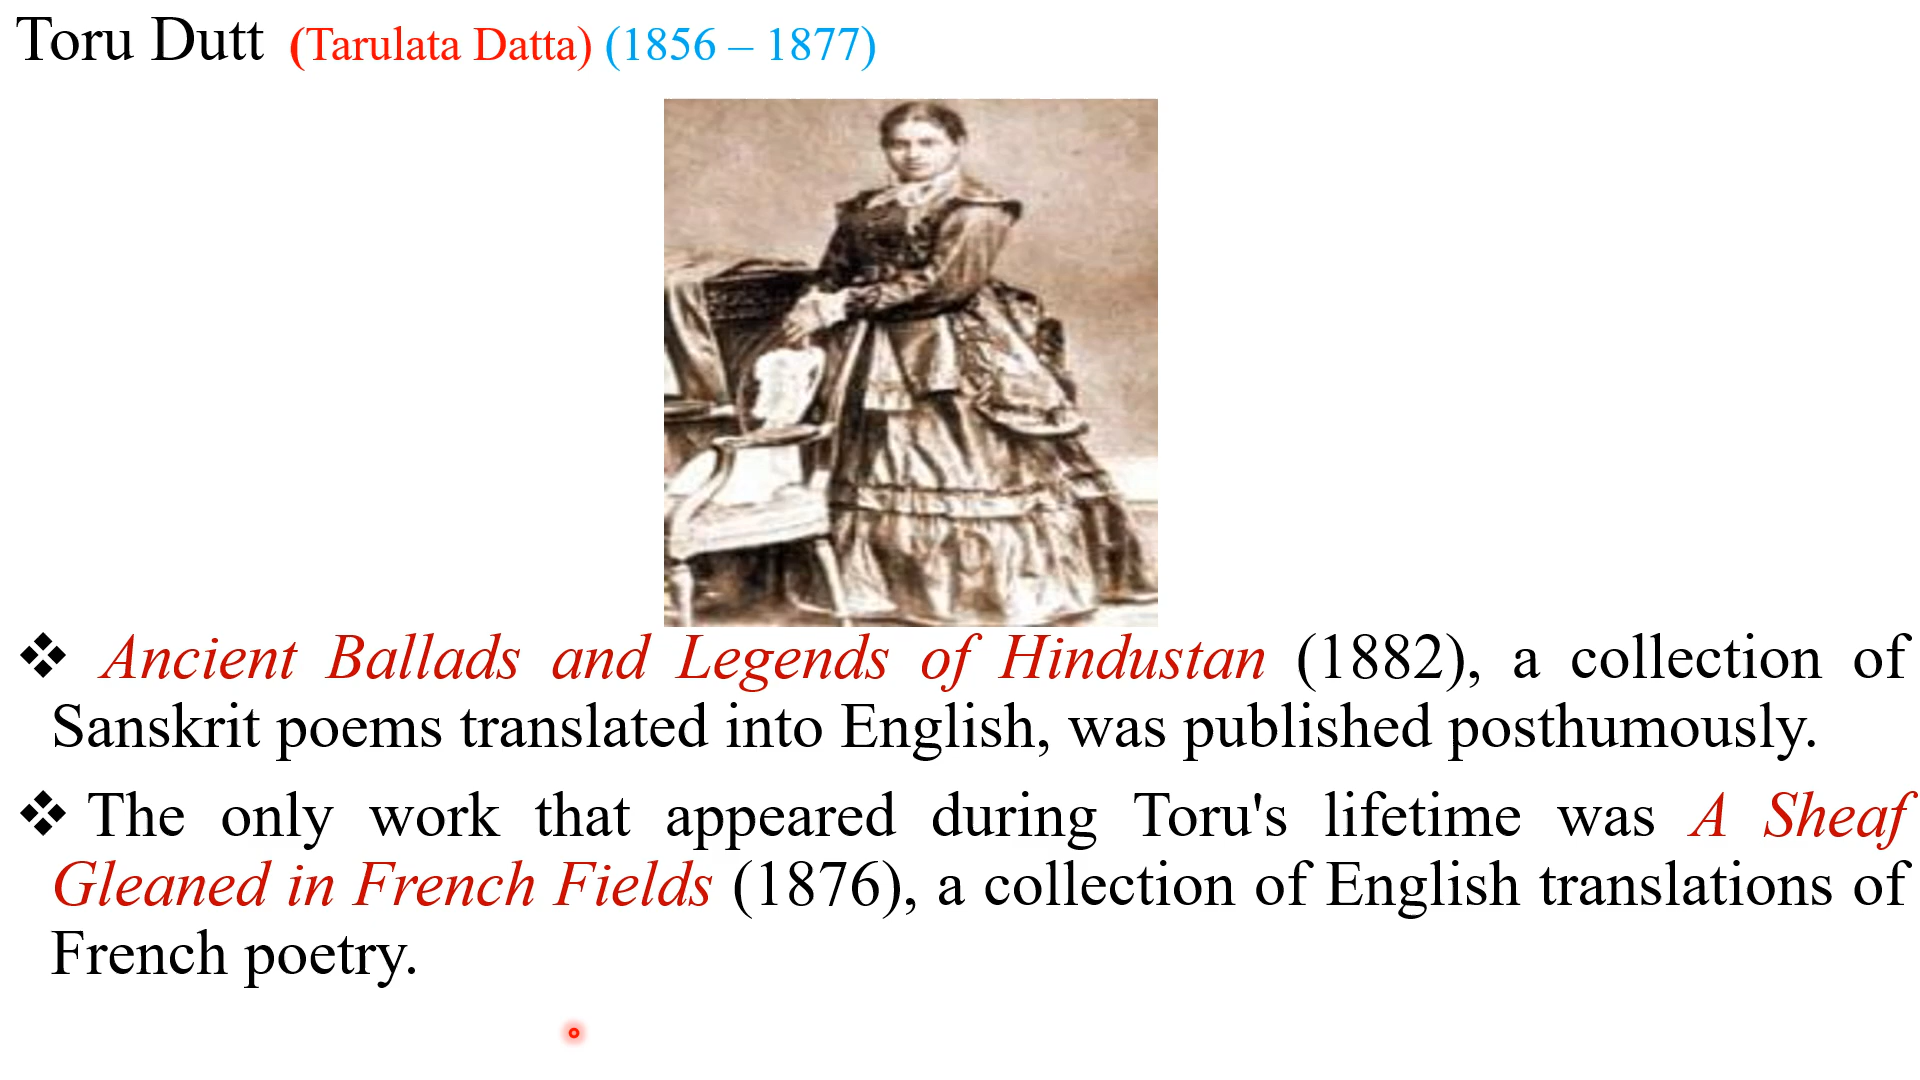 Toru Dutt (Tarulata Datta) (1856 – 1877)
❖ Ancient Ballads and Legends of Hindustan (1882), a collection of
Sanskrit poems translated into English, was published posthumously.
❖ The only work that appeared during Toru's lifetime was A Sheaf
Gleaned in French Fields (1876), a collection of English translations of
French poetry.